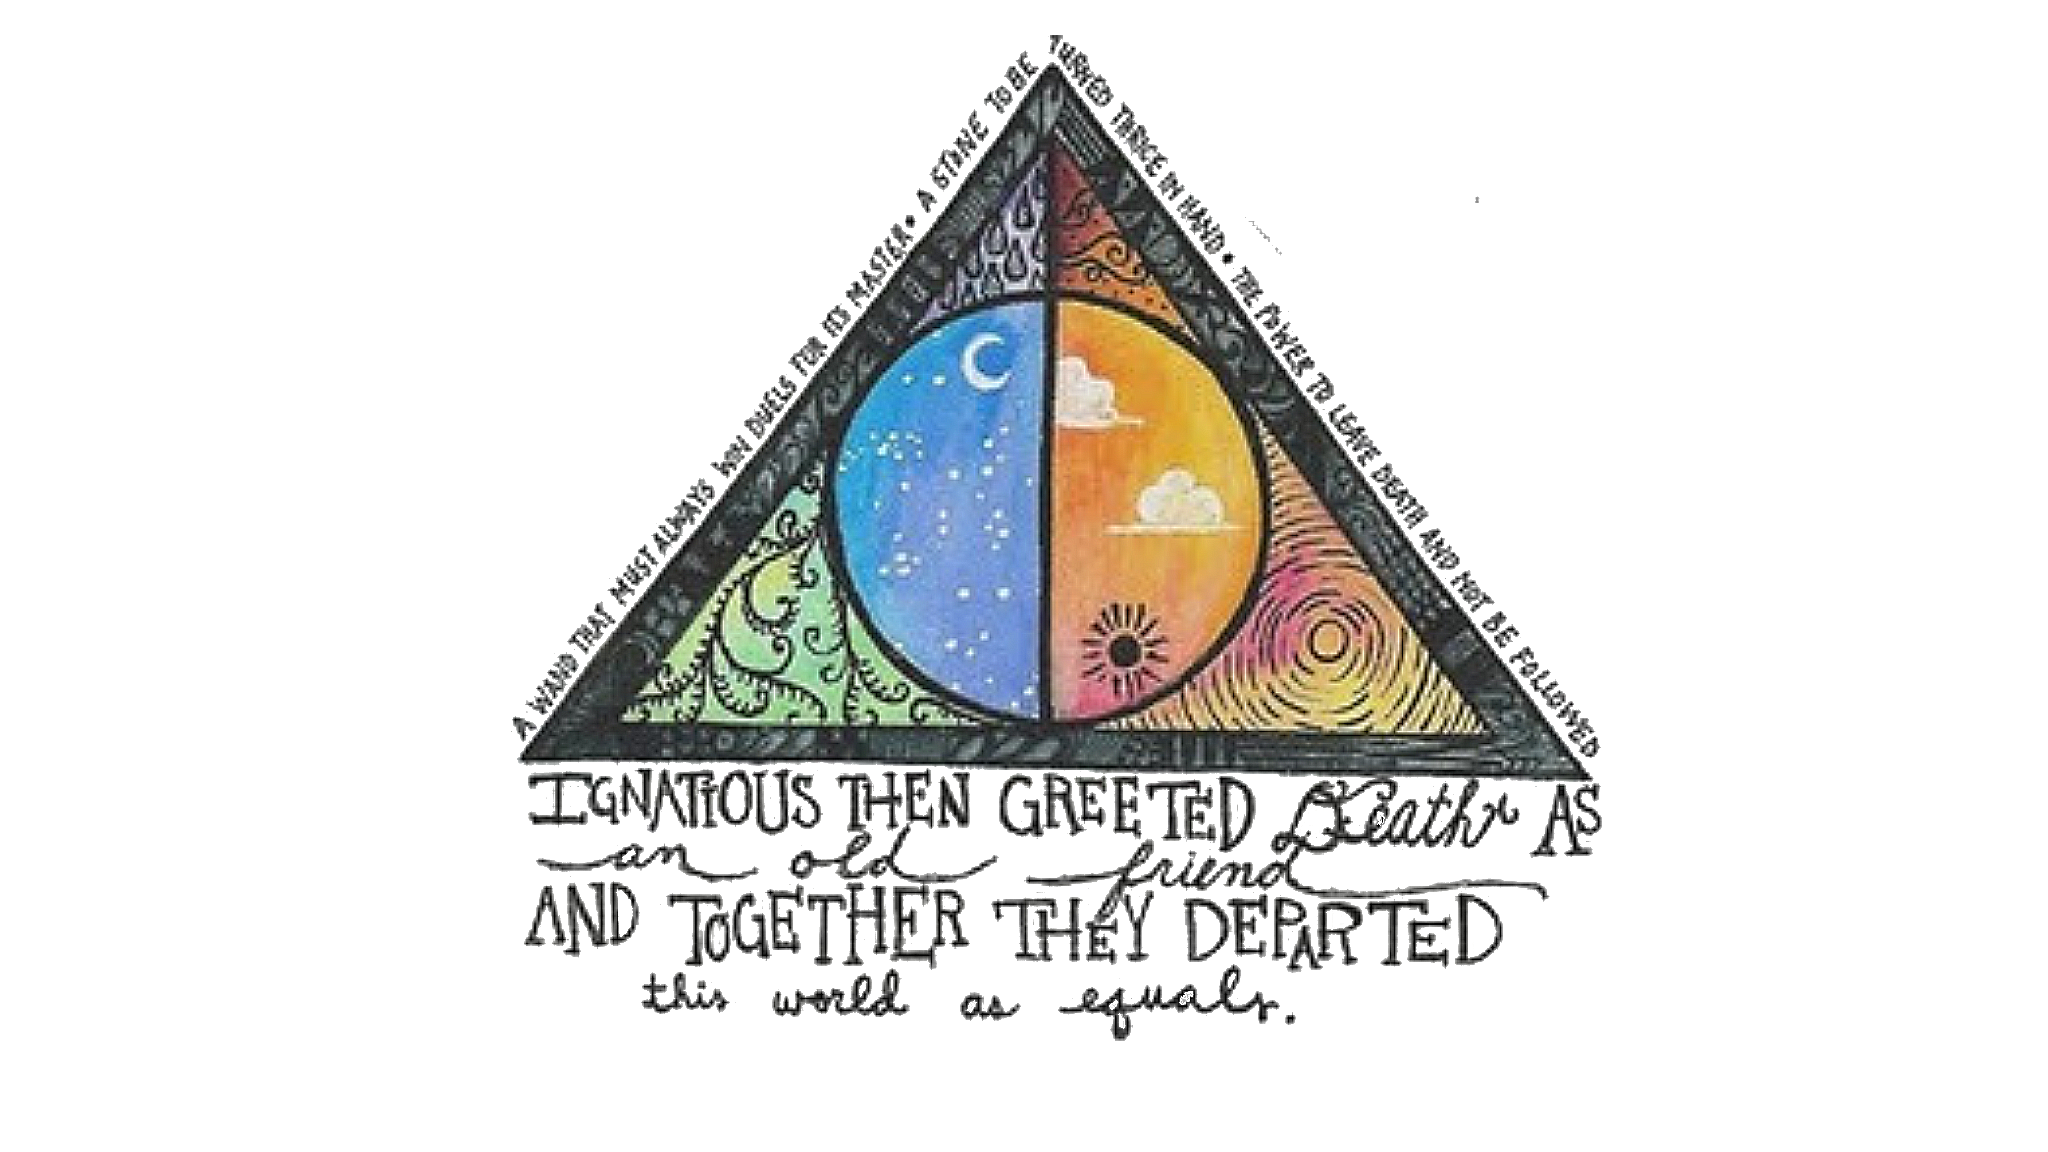 A WAND THAT MUST ALWAYS WIN DUELS FOR ITS MASTER • A STONE TO BE
TURNED THRICE IN HAND • THE POWER TO LEAVE DEATH AND NOT BE FOLLOWED
IGNATIOUS THEN GREETED Death AS
an old friend
AND TOGETHER THEY DEPARTED
this world as equals.